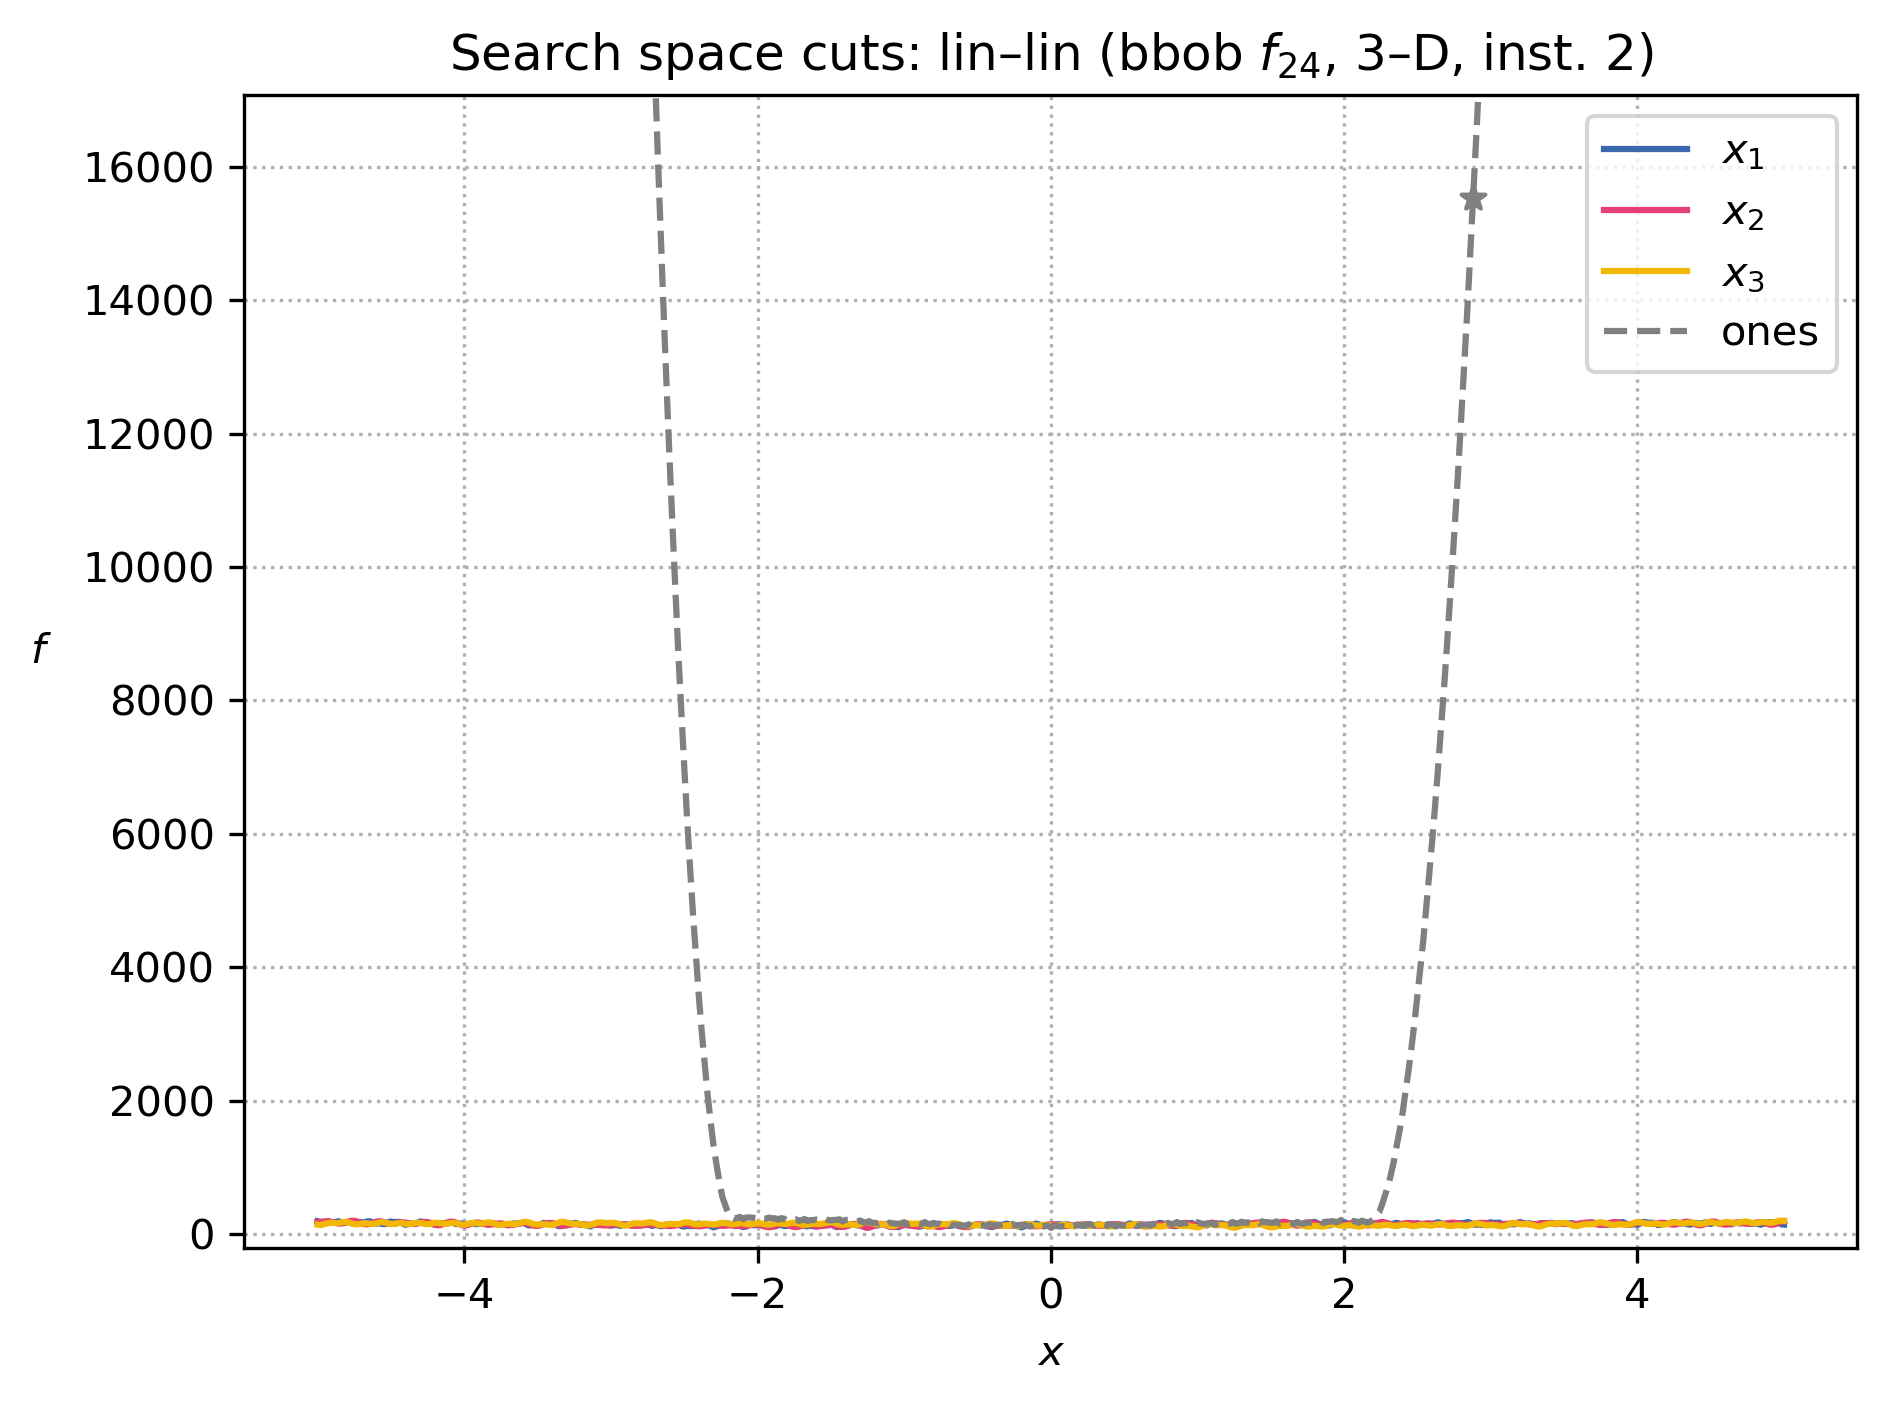 Search space cuts: lin–lin (bbob f₂₄, 3–D, inst. 2)
x₁
x₂
x₃
ones
16000
14000
12000
10000
8000
6000
4000
2000
0
f
−4 −2 0 2 4
x